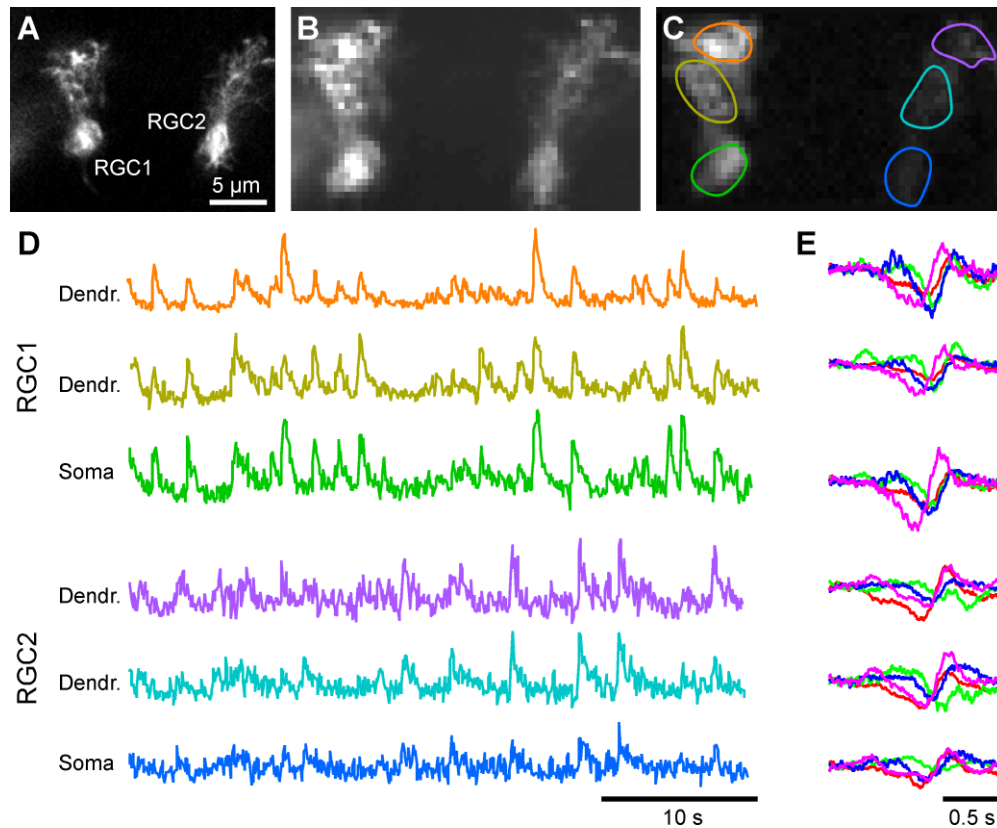 A
B
C
RGC2
RGC1
5 µm
D
E
RGC1
Dendr.
Dendr.
Soma
RGC2
Dendr.
Dendr.
Soma
10 s
0.5 s